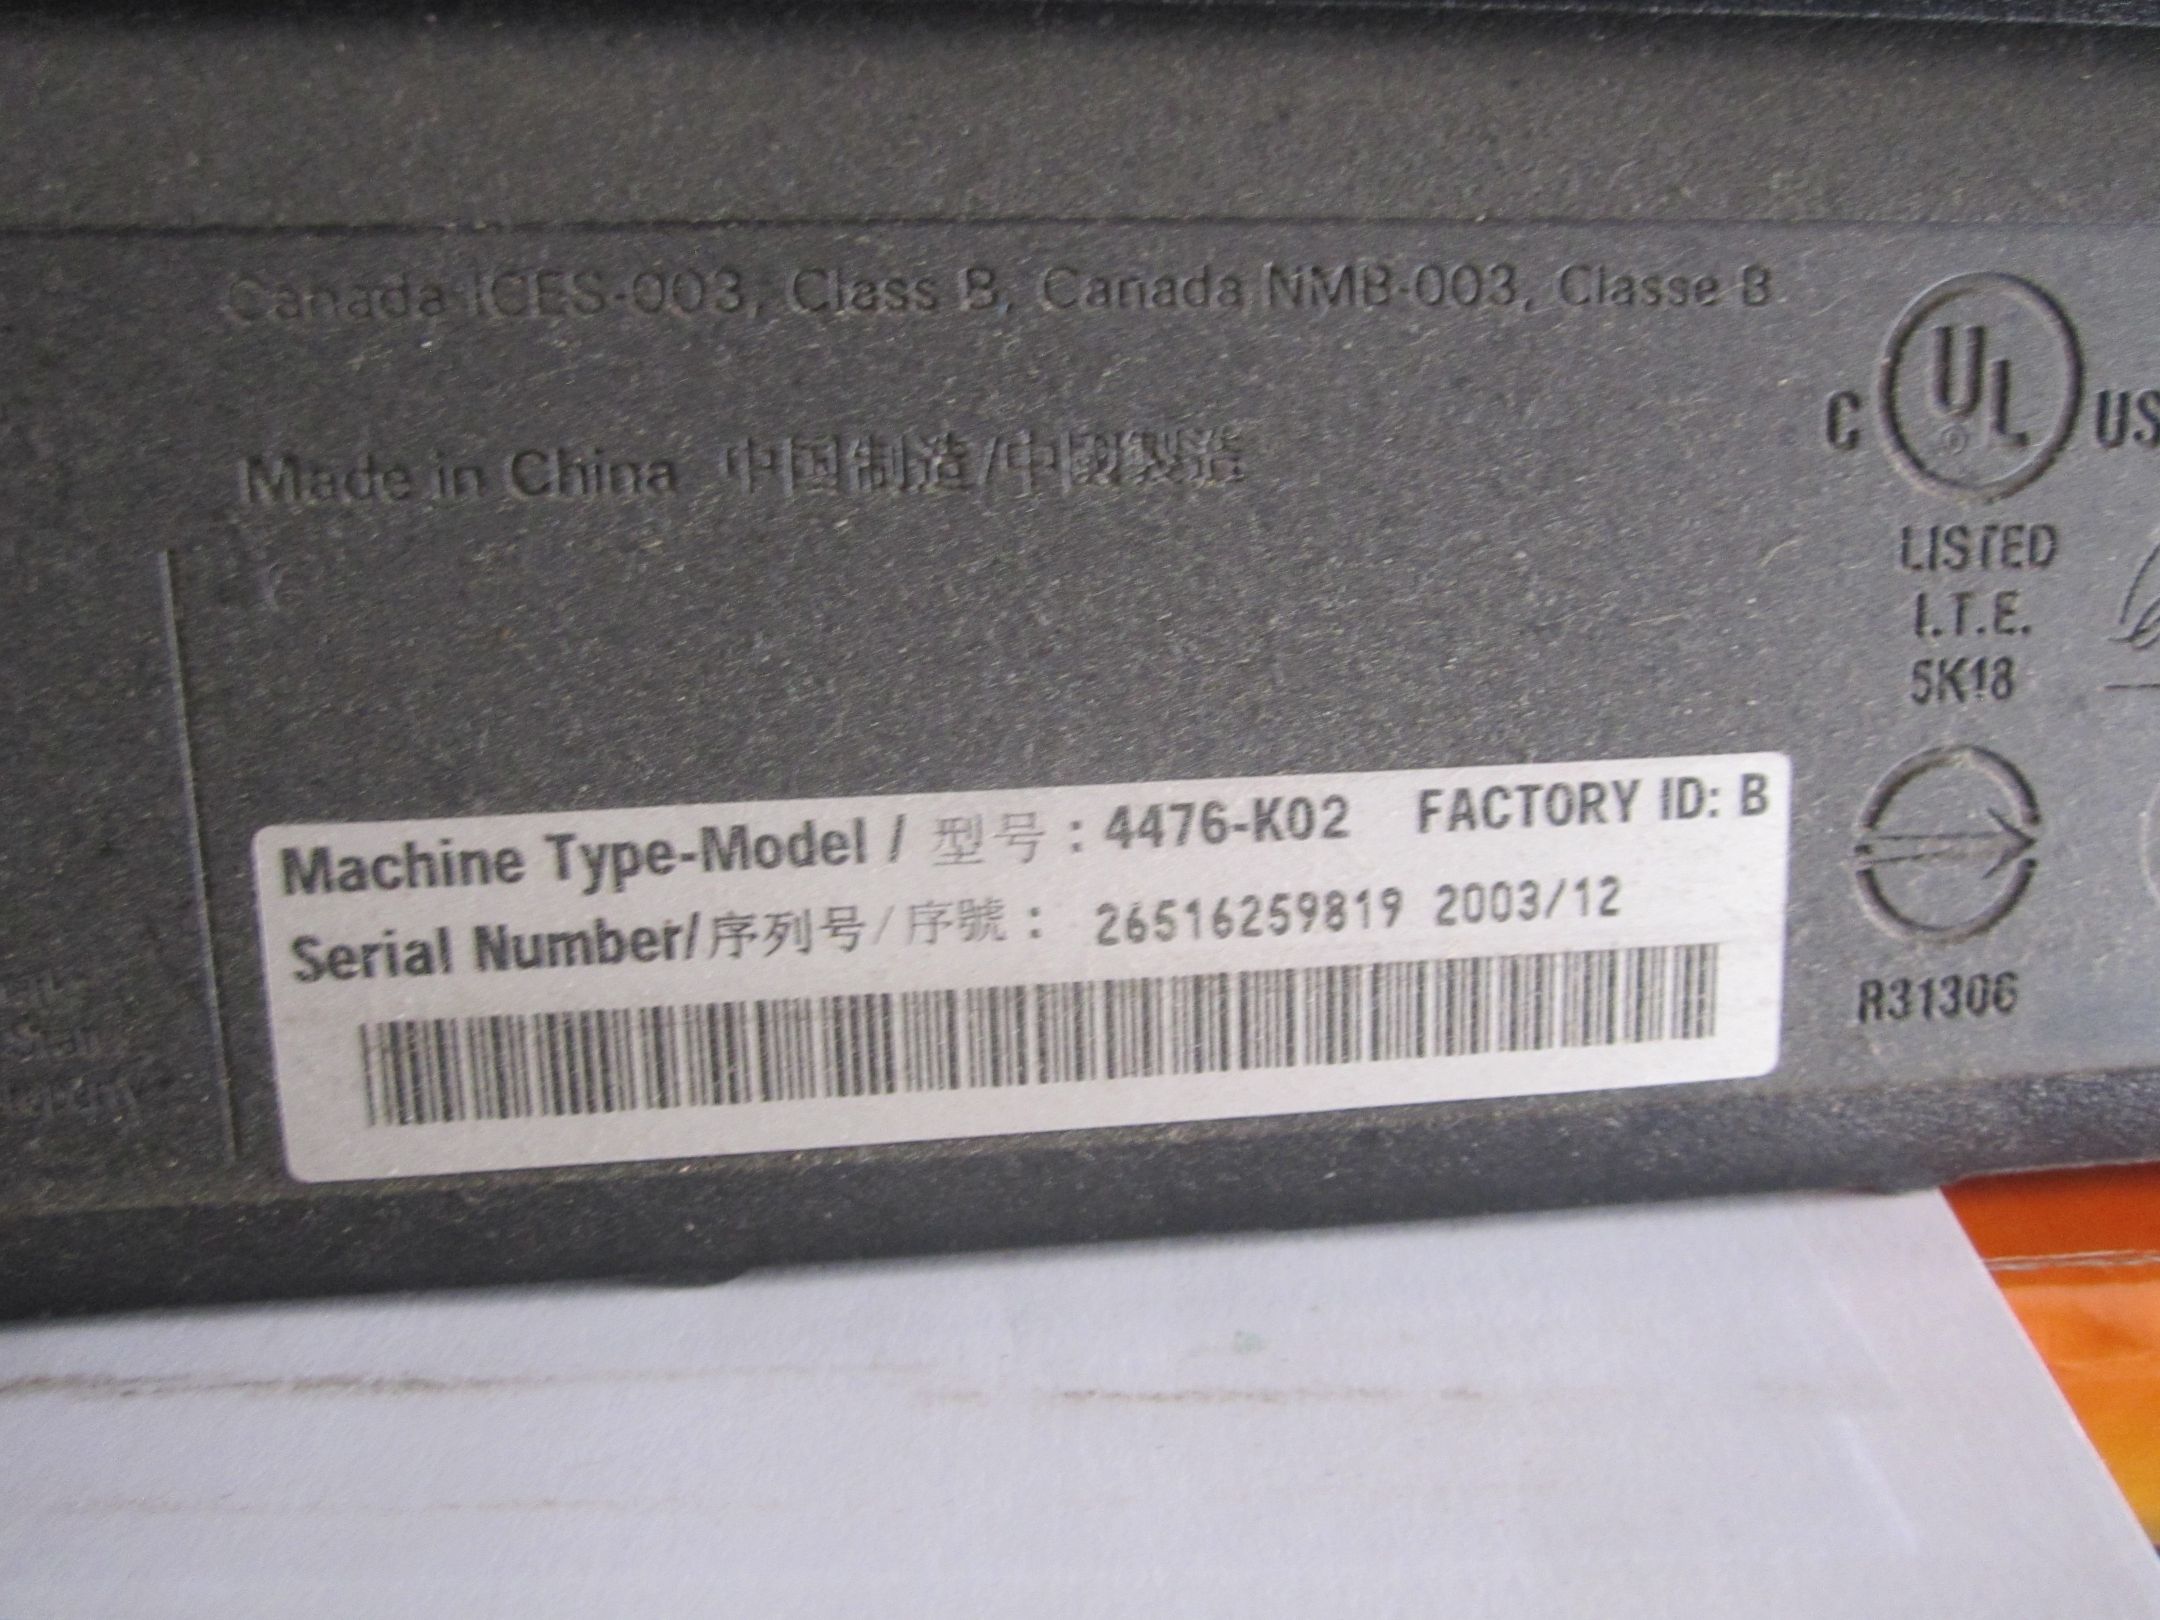 Canada ICES-003, Class B, Canada NMB-003, Classe B
Made in China 中国制造/中國製造
C UL US
LISTED
I.T.E.
5K18
Machine Type-Model / 型号 : 4476-K02 FACTORY ID: B
Serial Number/序列号/序號 : 26516259819 2003/12
R31306